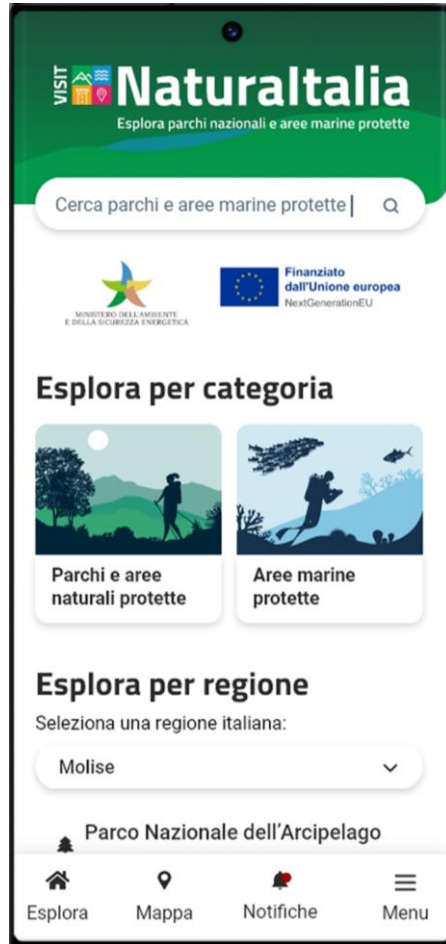 VISIT
NaturaItalia
Esplora parchi nazionali e aree marine protette
Cerca parchi e aree marine protette
MINISTERO DELL'AMBIENTE
E DELLA SICUREZZA ENERGETICA
Finanziato
dall'Unione europea
NextGenerationEU
Esplora per categoria
Parchi e aree
naturali protette
Aree marine
protette
Esplora per regione
Seleziona una regione italiana:
Molise
Parco Nazionale dell'Arcipelago
Esplora
Mappa
Notifiche
Menu